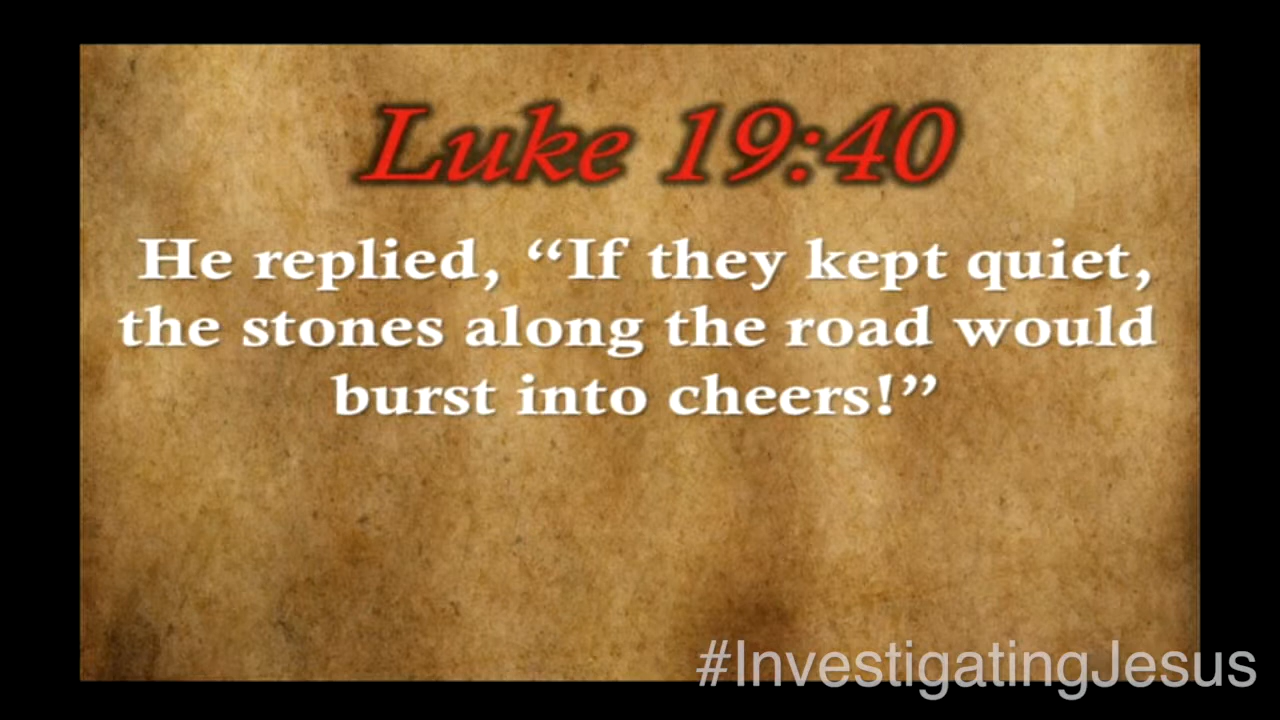 Luke 19:40
He replied, “If they kept quiet,
the stones along the road would
burst into cheers!”
#InvestigatingJesus